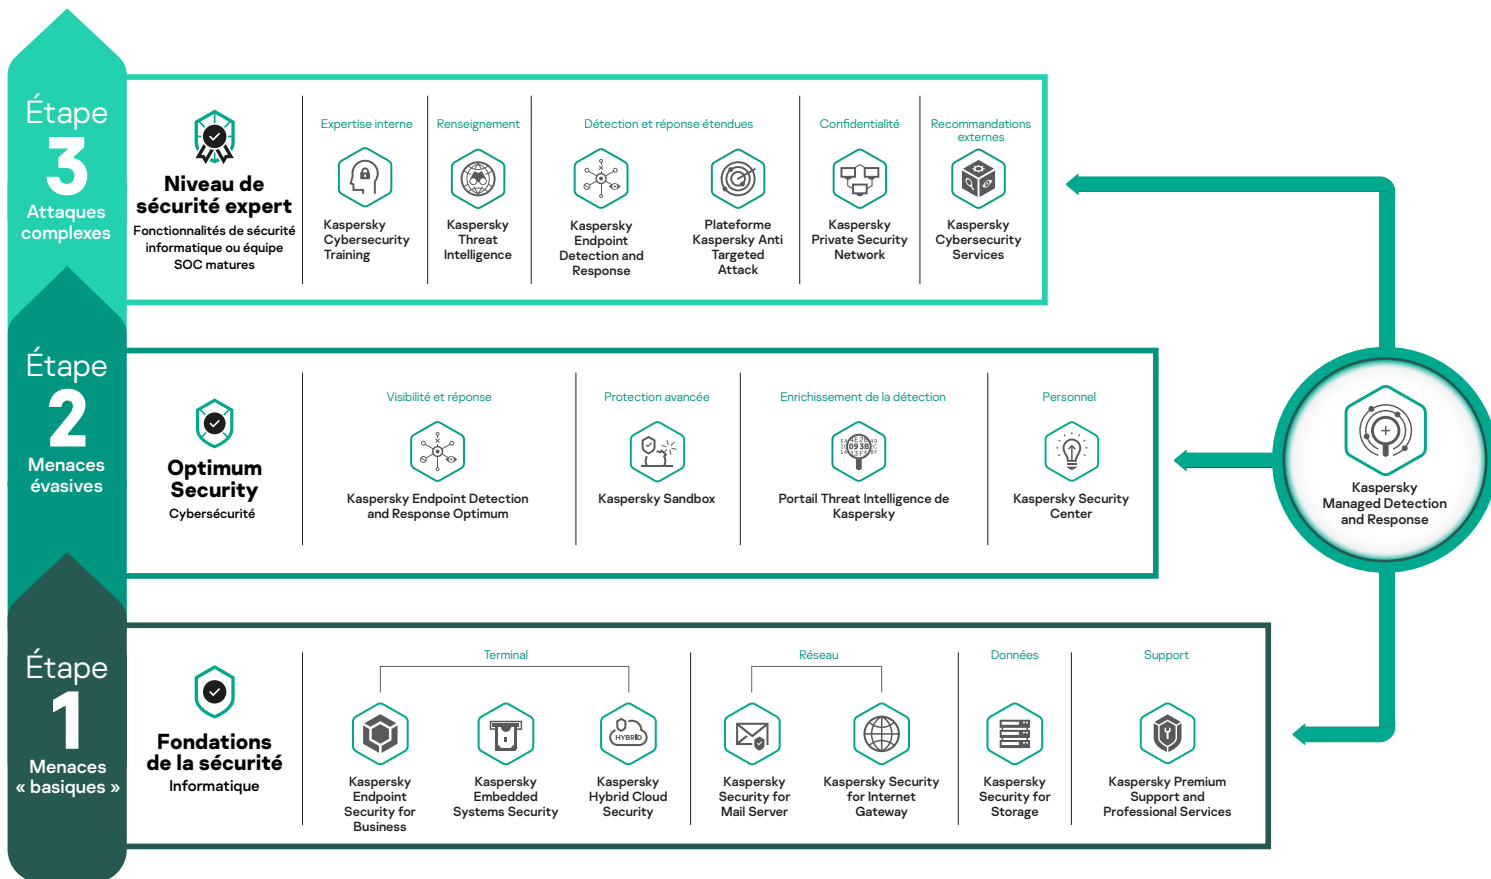 Étape
3
Attaques
complexes
Niveau de
sécurité expert
Fonctionnalités de sécurité
informatique ou équipe
SOC matures
Expertise interne
Kaspersky
Cybersecurity
Training
Renseignement
Kaspersky
Threat
Intelligence
Détection et réponse étendues
Kaspersky
Endpoint
Detection and
Response
Plateforme
Kaspersky Anti
Targeted
Attack
Confidentialité
Kaspersky
Private Security
Network
Recommandations
externes
Kaspersky
Cybersecurity
Services
Étape
2
Menaces
évasives
Optimum
Security
Cybersécurité
Visibilité et réponse
Kaspersky Endpoint Detection
and Response Optimum
Protection avancée
Kaspersky Sandbox
Enrichissement de la détection
093B
Portail Threat Intelligence de
Kaspersky
Personnel
Kaspersky Security
Center
Kaspersky
Managed Detection
and Response
Étape
1
Menaces
« basiques »
Fondations
de la sécurité
Informatique
Terminal
Kaspersky
Endpoint
Security for
Business
Kaspersky
Embedded
Systems Security
HYBRID
Kaspersky
Hybrid Cloud
Security
Réseau
Kaspersky
Security for
Mail Server
Kaspersky Security
for Internet
Gateway
Données
Kaspersky
Security for
Storage
Support
Kaspersky Premium
Support and
Professional Services